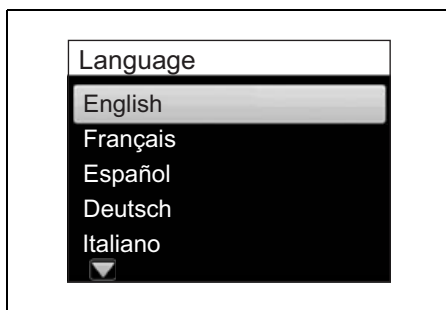 Language
English
Français
Español
Deutsch
Italiano